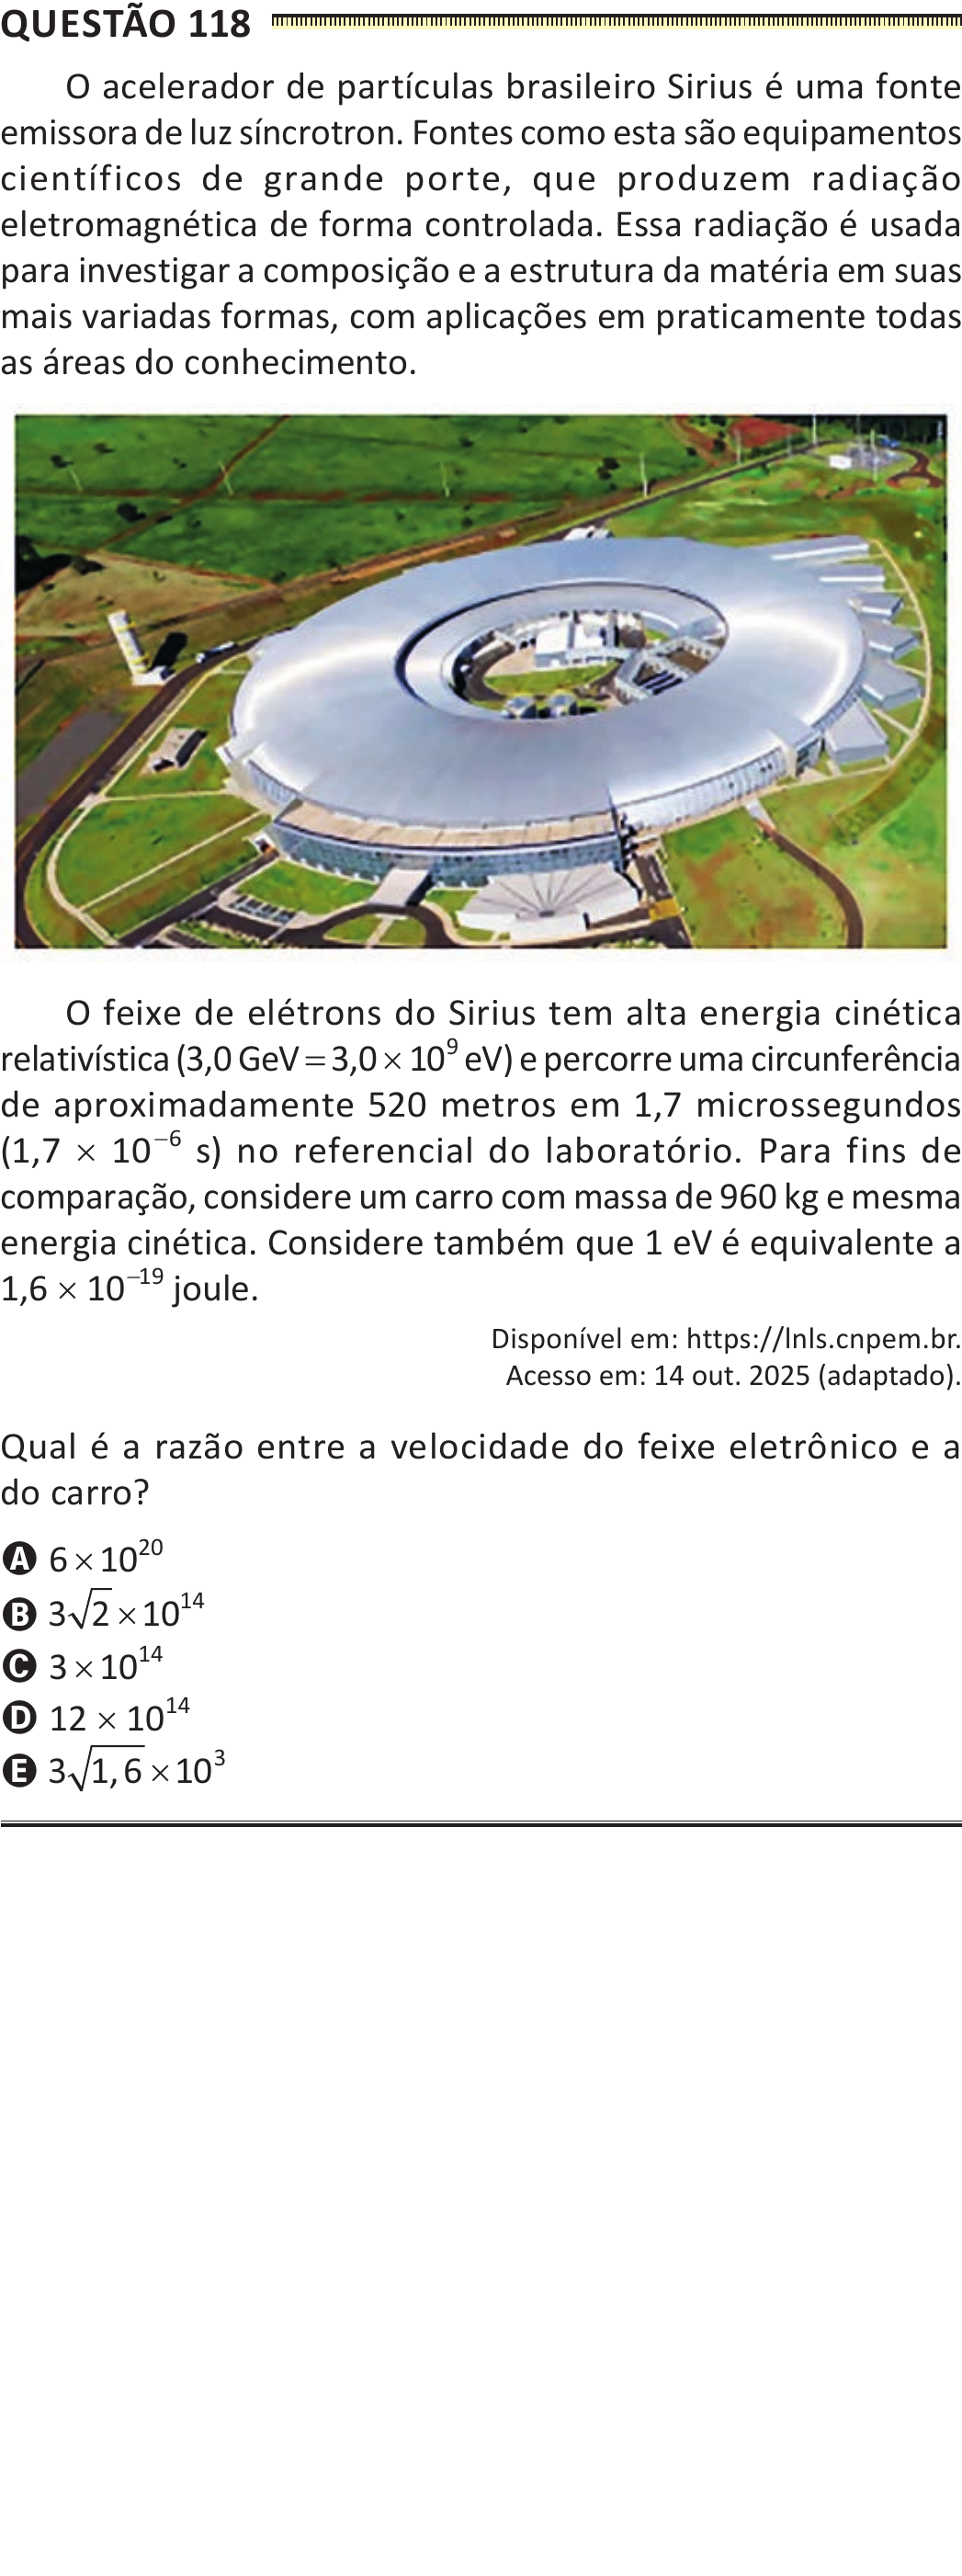 QUESTÃO 118
O acelerador de partículas brasileiro Sirius é uma fonte
emissora de luz síncrotron. Fontes como esta são equipamentos
científicos de grande porte, que produzem radiação
eletromagnética de forma controlada. Essa radiação é usada
para investigar a composição e a estrutura da matéria em suas
mais variadas formas, com aplicações em praticamente todas
as áreas do conhecimento.
O feixe de elétrons do Sirius tem alta energia cinética
relativística (3,0 GeV = 3,0 × 10⁹ eV) e percorre uma circunferência
de aproximadamente 520 metros em 1,7 microssegundos
(1,7 × 10⁻⁶ s) no referencial do laboratório. Para fins de
comparação, considere um carro com massa de 960 kg e mesma
energia cinética. Considere também que 1 eV é equivalente a
1,6 × 10⁻¹⁹ joule.
Disponível em: https://lnls.cnpem.br.
Acesso em: 14 out. 2025 (adaptado).
Qual é a razão entre a velocidade do feixe eletrônico e a
do carro?
A 6 × 10²⁰
B 3√2 × 10¹⁴
C 3 × 10¹⁴
D 12 × 10¹⁴
E 3√1,6 × 10³